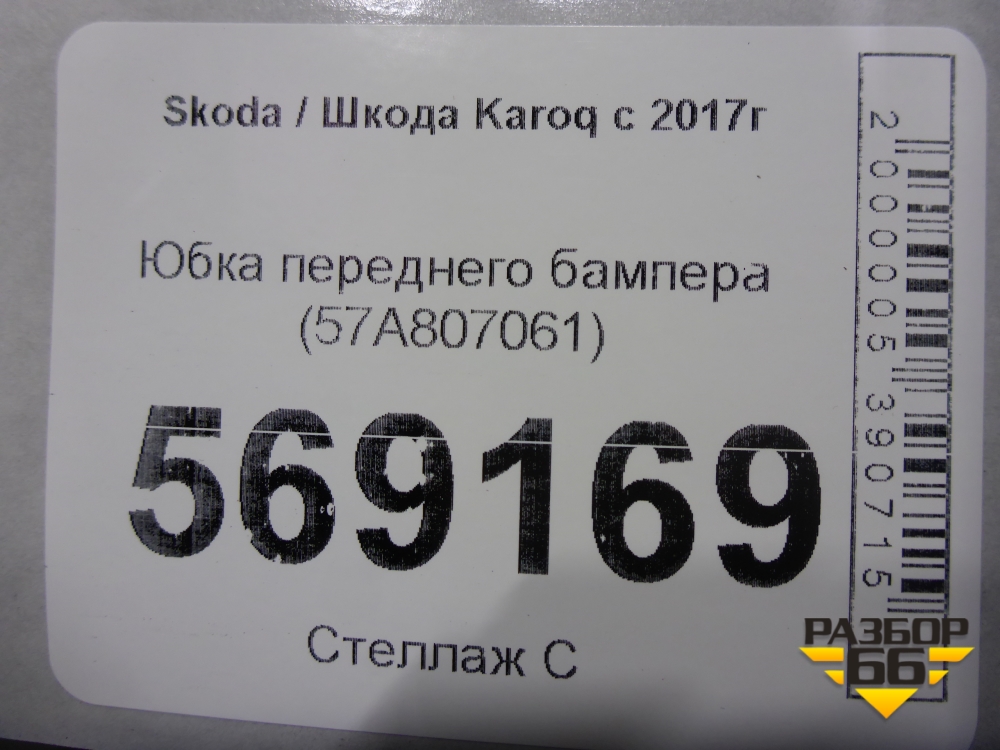 Skoda / Шкода Karoq с 2017г
Юбка переднего бампера
(57A807061)
569169
Стеллаж С
2000005390715
РАЗБОР
66